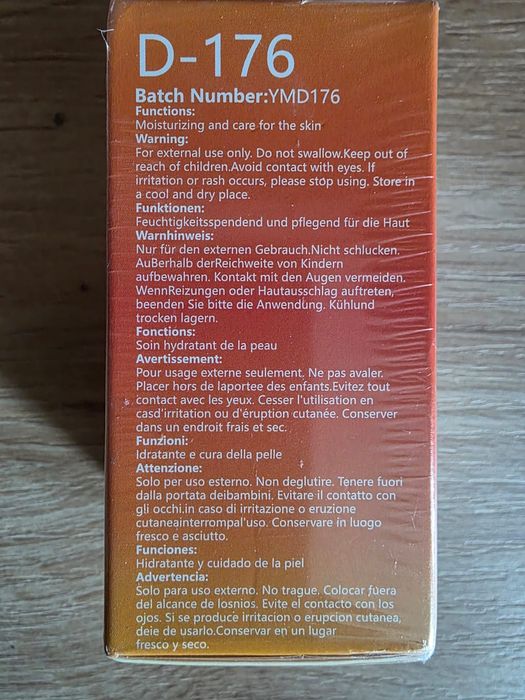 D-176
Batch Number:YMD176
Functions:
Moisturizing and care for the skin
Warning:
For external use only. Do not swallow.Keep out of
reach of children.Avoid contact with eyes. If
irritation or rash occurs, please stop using. Store in
a cool and dry place.
Funktionen:
Feuchtigkeitsspendend und pflegend für die Haut
Warnhinweis:
Nur für den externen Gebrauch.Nicht schlucken.
Außerhalb derReichweite von Kindern
aufbewahren. Kontakt mit den Augen vermeiden.
WennReizungen oder Hautausschlag auftreten,
beenden Sie bitte die Anwendung. Kühlund
trocken lagern.
Fonctions:
Soin hydratant de la peau
Avertissement:
Pour usage externe seulement. Ne pas avaler.
Placer hors de laportee des enfants.Evitez tout
contact avec les yeux. Cesser l'utilisation en
casd'irritation ou d'éruption cutanée. Conserver
dans un endroit frais et sec.
Funzioni:
Idratante e cura della pelle
Attenzione:
Solo per uso esterno. Non deglutire. Tenere fuori
dalla portata deibambini. Evitare il contatto con
gli occhi.in caso di irritazione o eruzione
cutaneainterrompal'uso. Conservare in luogo
fresco e asciutto.
Funciones:
Hidratante y cuidado de la piel
Advertencia:
Solo para uso externo. No trague. Colocar fuera
del alcance de losnios. Evite el contacto con los
ojos. Si se produce irritacion o erupcion cutanea,
deie de usarlo.Conservar en un lugar
fresco y seco.